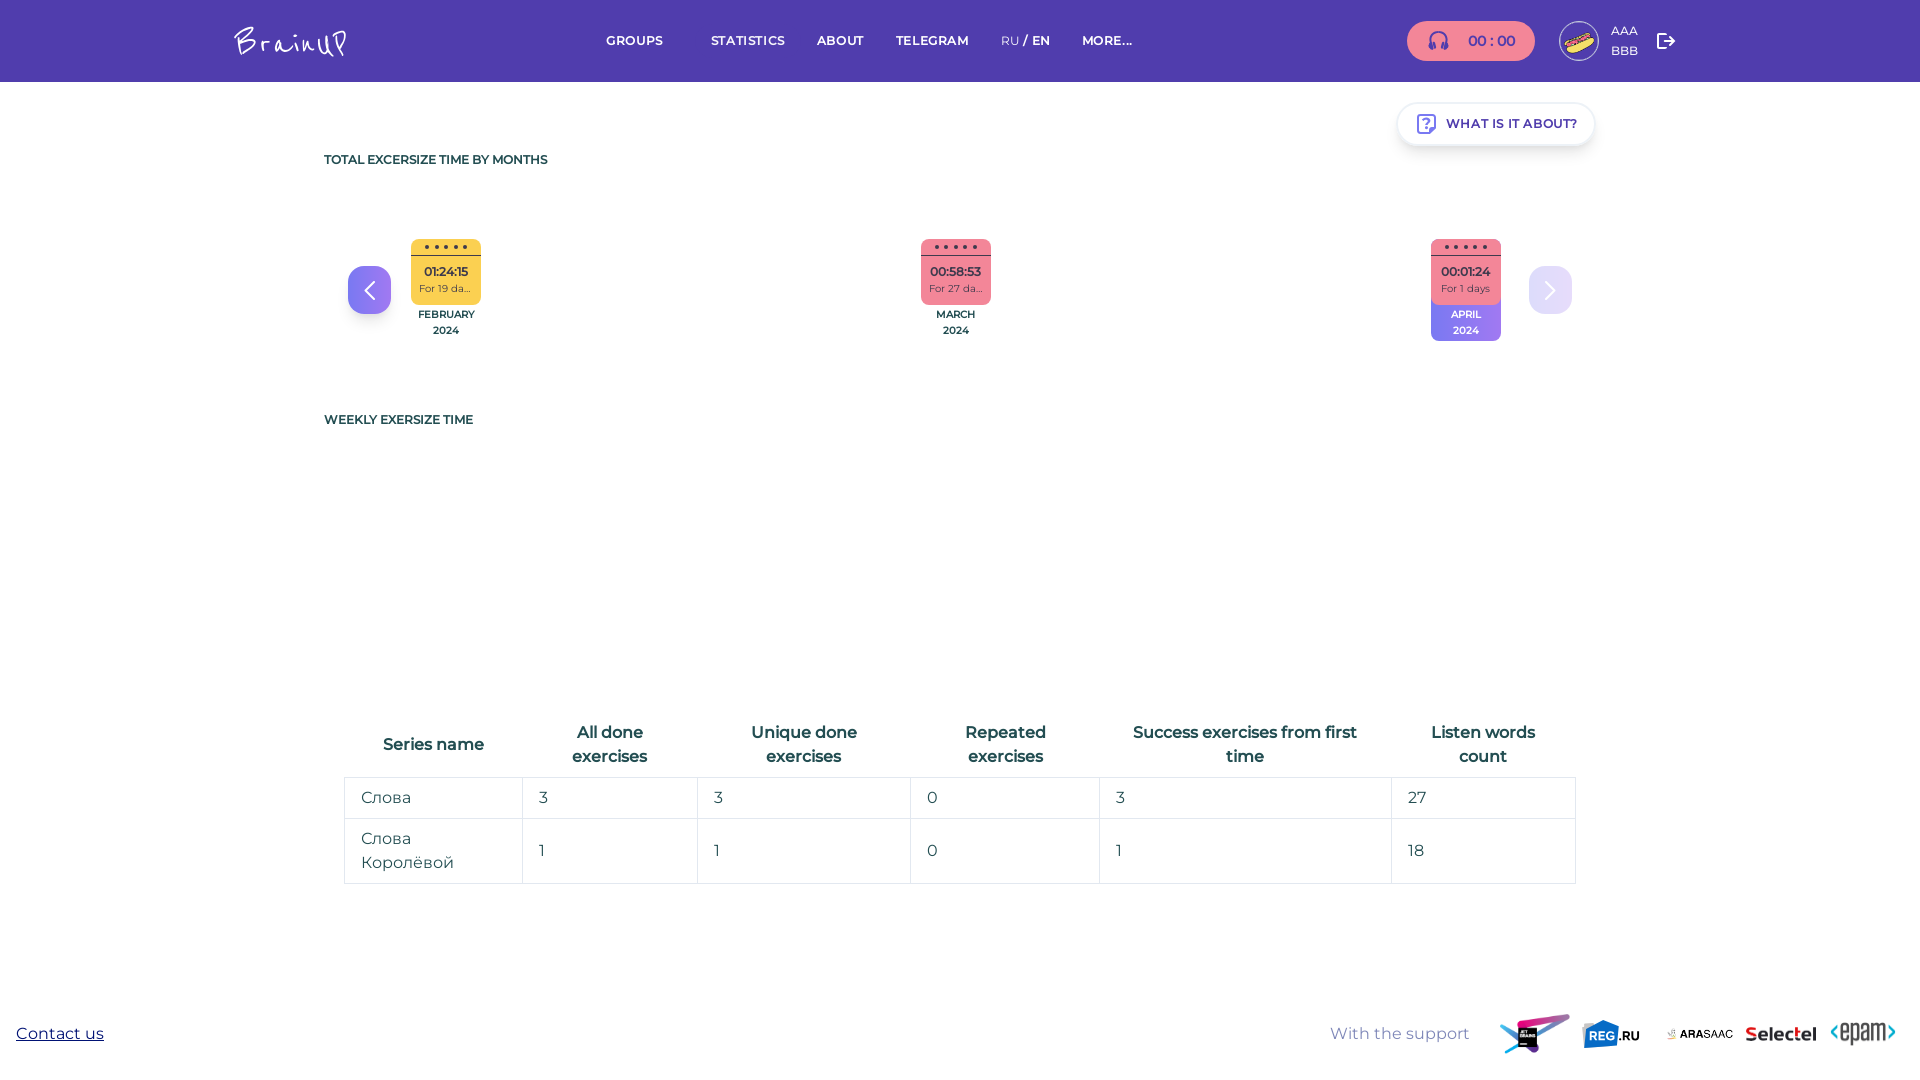 BrainUP
GROUPS
STATISTICS
ABOUT
TELEGRAM
RU / EN
MORE...
00 : 00
AAA
BBB
WHAT IS IT ABOUT?
TOTAL EXCERSIZE TIME BY MONTHS
01:24:15
For 19 da...
FEBRUARY
2024
00:58:53
For 27 da...
MARCH
2024
00:01:24
For 1 days
APRIL
2024
WEEKLY EXERSIZE TIME
Series name
All done
exercises
Unique done
exercises
Repeated
exercises
Success exercises from first
time
Listen words
count
Слова 3 3 0 3 27
Слова
Королёвой
1 1 0 1 18
Contact us
With the support
JET
BRAINS
REG.RU
ARASAAC
Selectel
<epam>